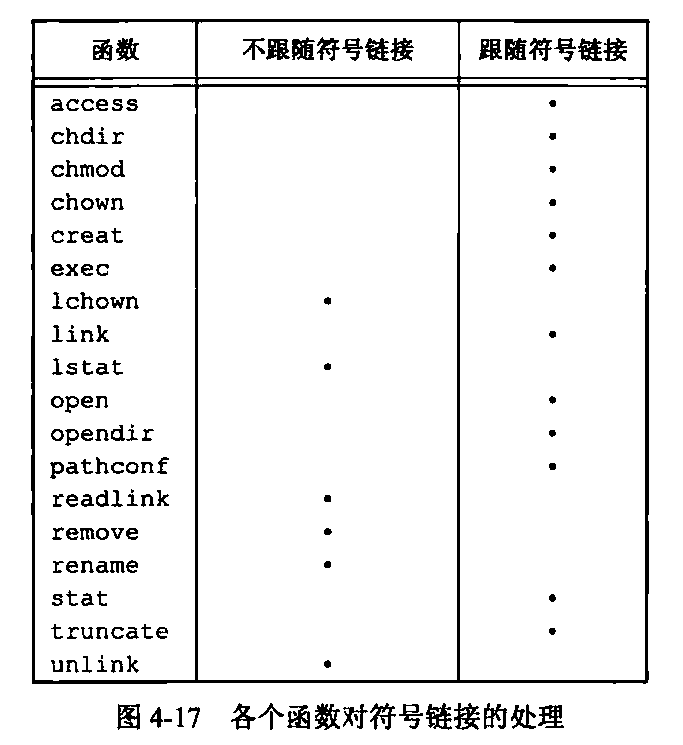 函数 不跟随符号链接 跟随符号链接
access •
chdir •
chmod •
chown •
creat •
exec •
lchown •
link •
lstat •
open •
opendir •
pathconf •
readlink •
remove •
rename •
stat •
truncate •
unlink •
图 4-17 各个函数对符号链接的处理